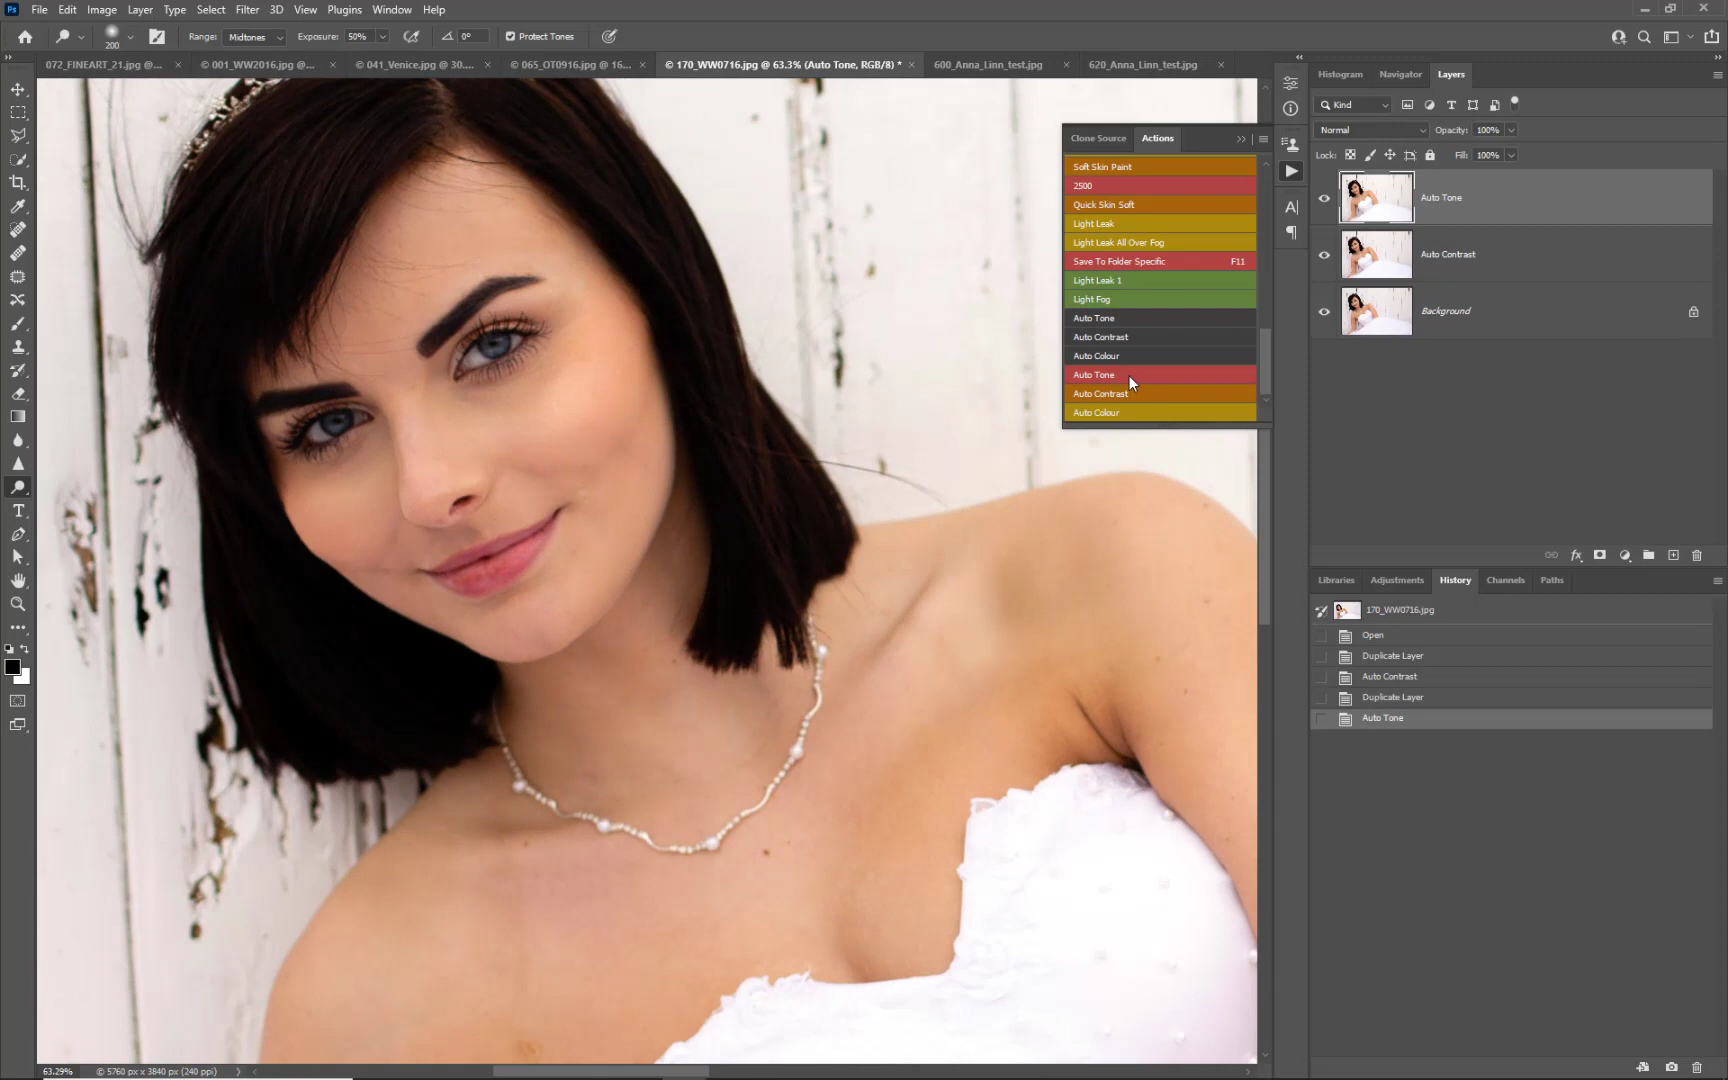 Ps File Edit Image Layer Type Select Filter 3D View Plugins Window Help
200 Range: Midtones Exposure: 50% 0° Protect Tones
072_FINEART_21.jpg @... × © 001_WW2016.jpg @... × © 041_Venice.jpg @ 30.... × © 065_OT0916.jpg @ 16... × © 170_WW0716.jpg @ 63.3% (Auto Tone, RGB/8) * × 600_Anna_Linn_test.jpg × 620_Anna_Linn_test.jpg ×
Clone Source Actions
Soft Skin Paint
2500
Quick Skin Soft
Light Leak
Light Leak All Over Fog
Save To Folder Specific F11
Light Leak 1
Light Fog
Auto Tone
Auto Contrast
Auto Colour
Auto Tone
Auto Contrast
Auto Colour
Histogram Navigator Layers
Kind
Normal Opacity: 100%
Lock: Fill: 100%
Auto Tone
Auto Contrast
Background
Libraries Adjustments History Channels Paths
170_WW0716.jpg
Open
Duplicate Layer
Auto Contrast
Duplicate Layer
Auto Tone
63.29% © 5760 px x 3840 px (240 ppi)